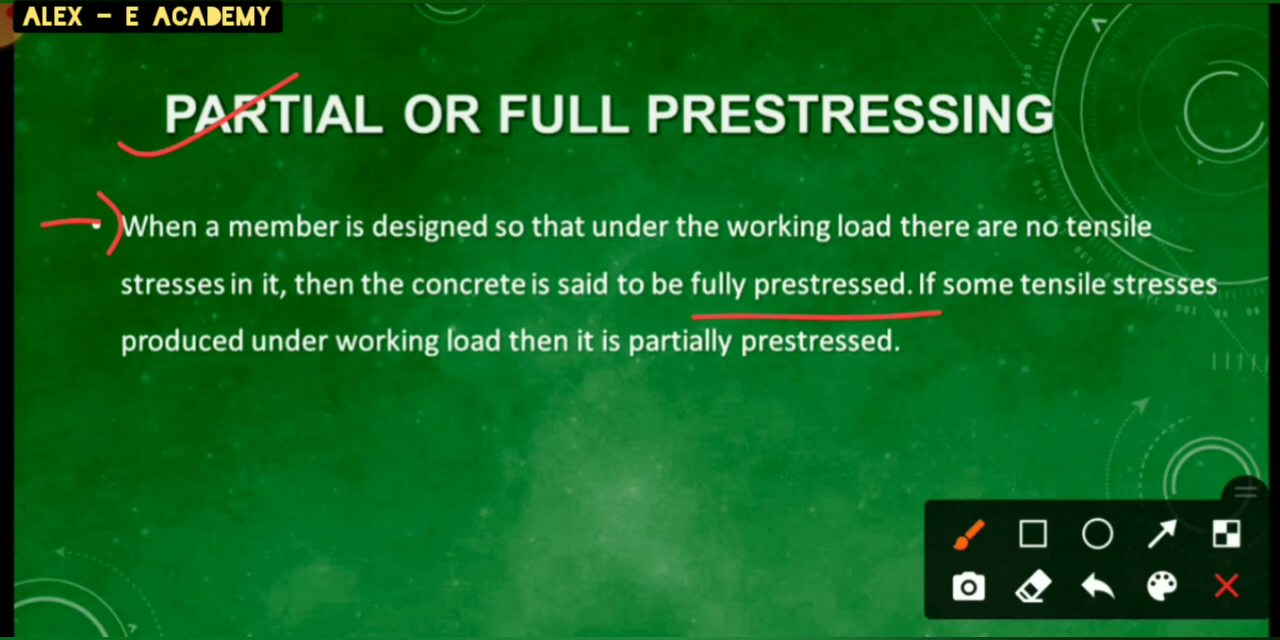 ALEX - E ACADEMY
PARTIAL OR FULL PRESTRESSING
When a member is designed so that under the working load there are no tensile
stresses in it, then the concrete is said to be fully prestressed. If some tensile stresses
produced under working load then it is partially prestressed.